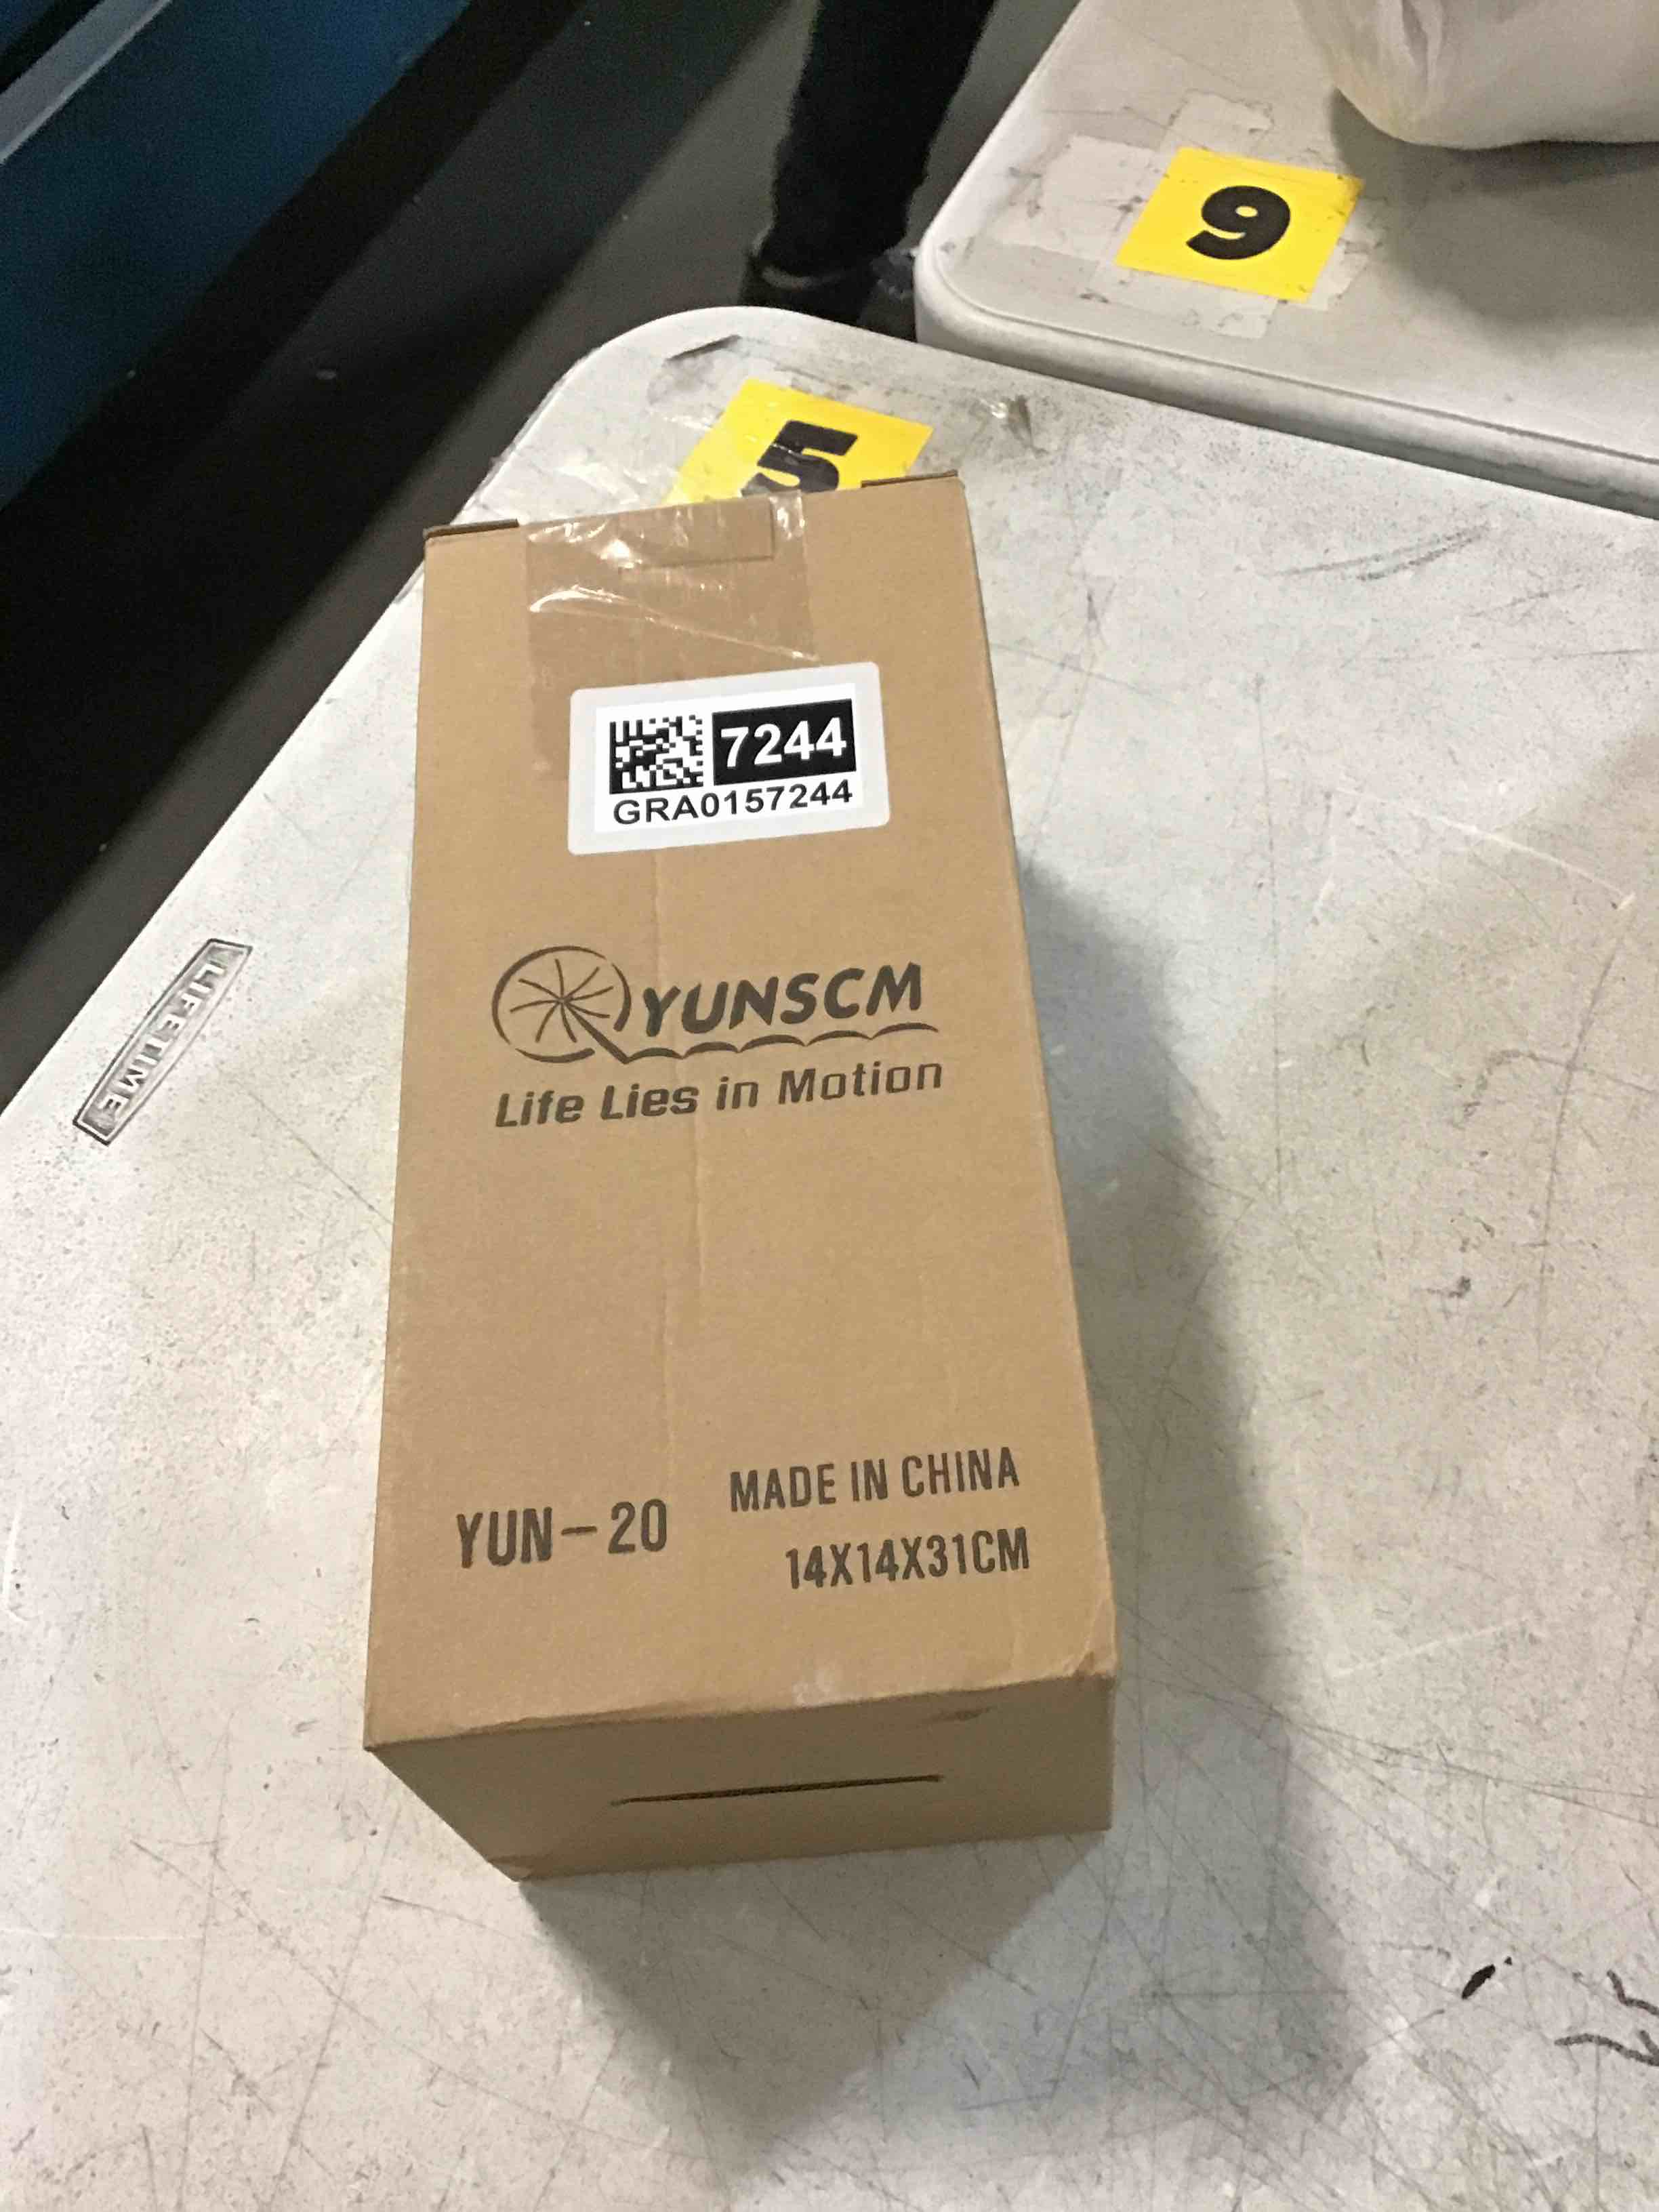 9
5
7244
GRA0157244
YUNSCM
Life Lies in Motion
LIFETIME
MADE IN CHINA
YUN-20
14X14X31CM